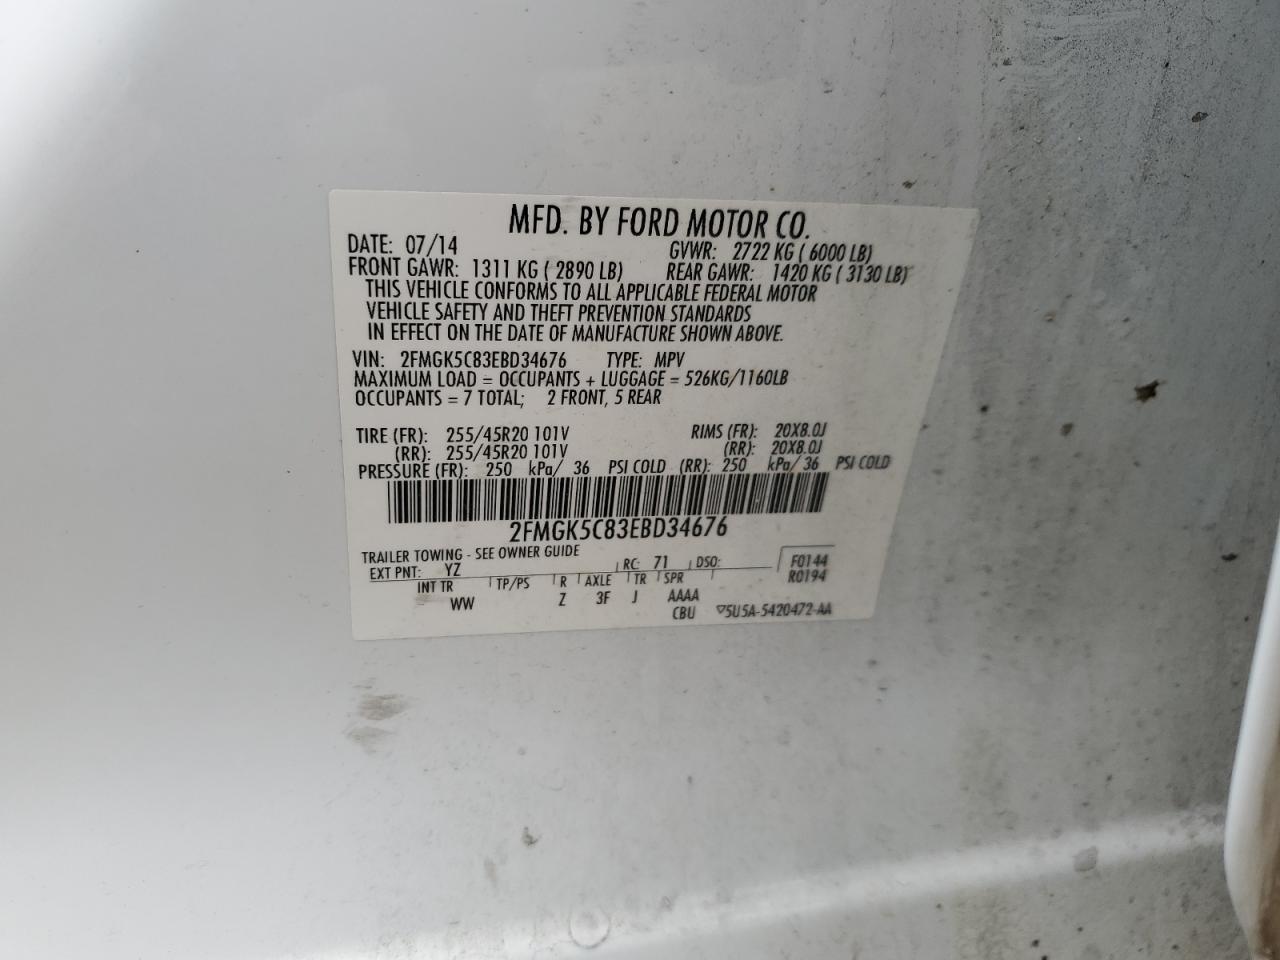 MFD. BY FORD MOTOR CO.
DATE: 07/14 GVWR: 2722 KG ( 6000 LB)
FRONT GAWR: 1311 KG ( 2890 LB) REAR GAWR: 1420 KG ( 3130 LB)
THIS VEHICLE CONFORMS TO ALL APPLICABLE FEDERAL MOTOR
VEHICLE SAFETY AND THEFT PREVENTION STANDARDS
IN EFFECT ON THE DATE OF MANUFACTURE SHOWN ABOVE.
VIN: 2FMGK5C83EBD34676 TYPE: MPV
MAXIMUM LOAD = OCCUPANTS + LUGGAGE = 526KG/1160LB
OCCUPANTS = 7 TOTAL; 2 FRONT, 5 REAR
TIRE (FR): 255/45R20 101V RIMS (FR): 20X8.0J
(RR): 255/45R20 101V (RR): 20X8.0J
PRESSURE (FR): 250 kPa/ 36 PSI COLD (RR): 250 kPa/ 36 PSI COLD
2FMGK5C83EBD34676
TRAILER TOWING - SEE OWNER GUIDE
EXT PNT: YZ RC: 71 DSO: F0144
R0194
INT TR TP/PS R AXLE TR SPR
WW Z 3F J AAAA
CBU ▽5U5A-5420472-AA